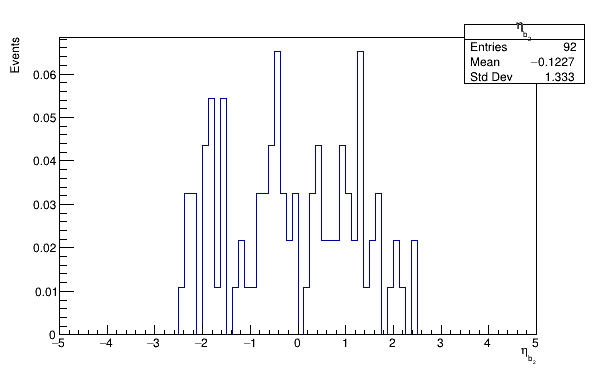 η_b₂
Events
Entries 92
Mean −0.1227
Std Dev 1.333
0.06
0.05
0.04
0.03
0.02
0.01
0
−5 −4 −3 −2 −1 0 1 2 3 4 5
η_b₂